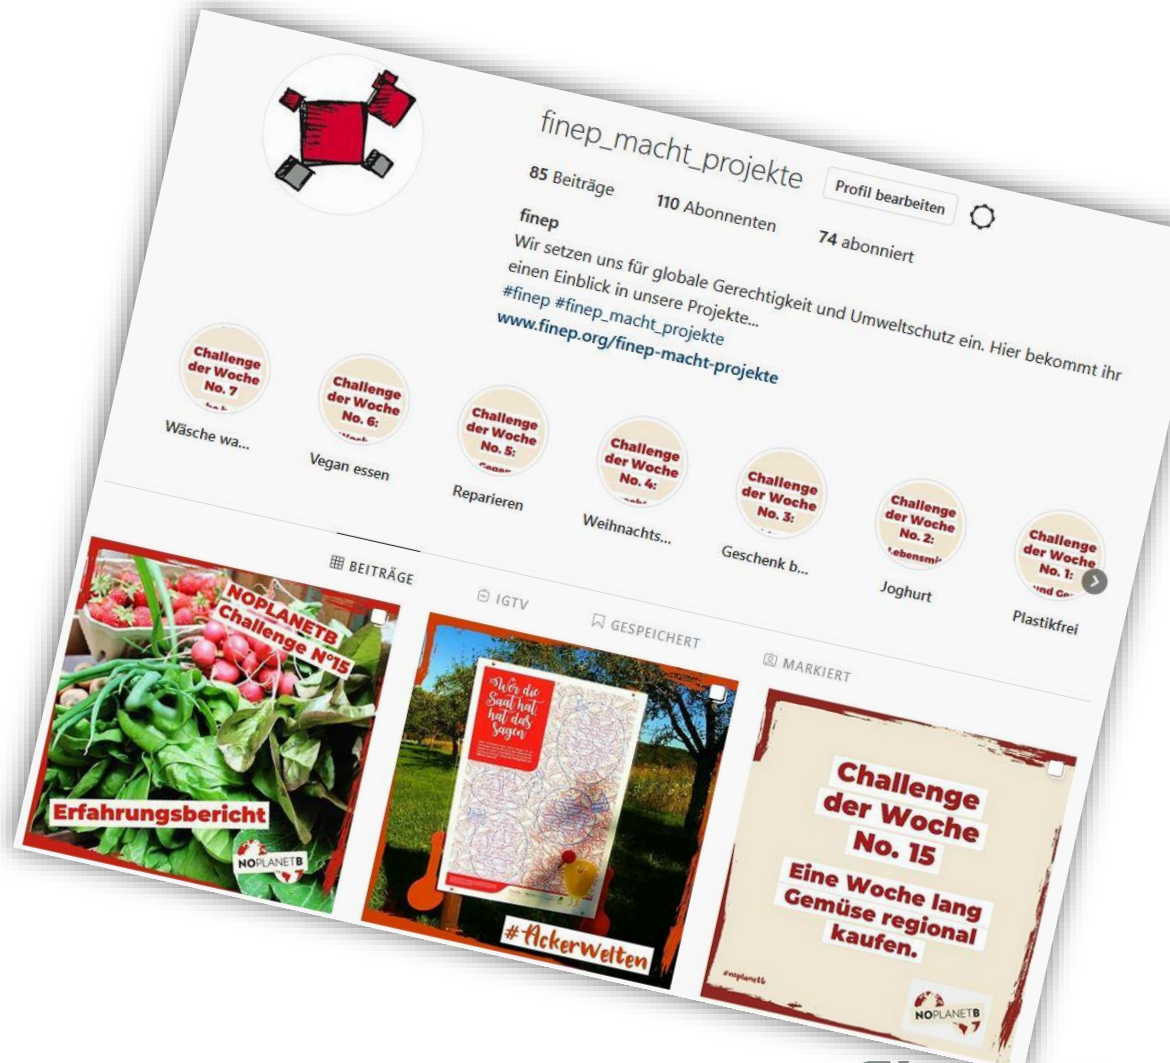 finep_macht_projekte
Profil bearbeiten
85 Beiträge
110 Abonnenten
74 abonniert
finep
Wir setzen uns für globale Gerechtigkeit und Umweltschutz ein. Hier bekommt ihr
einen Einblick in unsere Projekte...
#finep #finep_macht_projekte
www.finep.org/finep-macht-projekte
Challenge
der Woche
No. 7
Wäsche wa...
Challenge
der Woche
No. 6:
Vegan essen
Challenge
der Woche
No. 5:
Reparieren
Challenge
der Woche
No. 4:
Weihnachts...
Challenge
der Woche
No. 3:
Geschenk b...
Challenge
der Woche
No. 2:
Lebensmi
Joghurt
Challenge
der Woche
No. 1:
Plastikfrei
BEITRÄGE
IGTV
GESPEICHERT
MARKIERT
NOPLANETB
Challenge N°15
Erfahrungsbericht
NOPLANETB
Wer die
Saat hat,
hat das
Sagen
#AckerWelten
Challenge
der Woche
No. 15
Eine Woche lang
Gemüse regional
kaufen.
#noplanetb
NOPLANETB